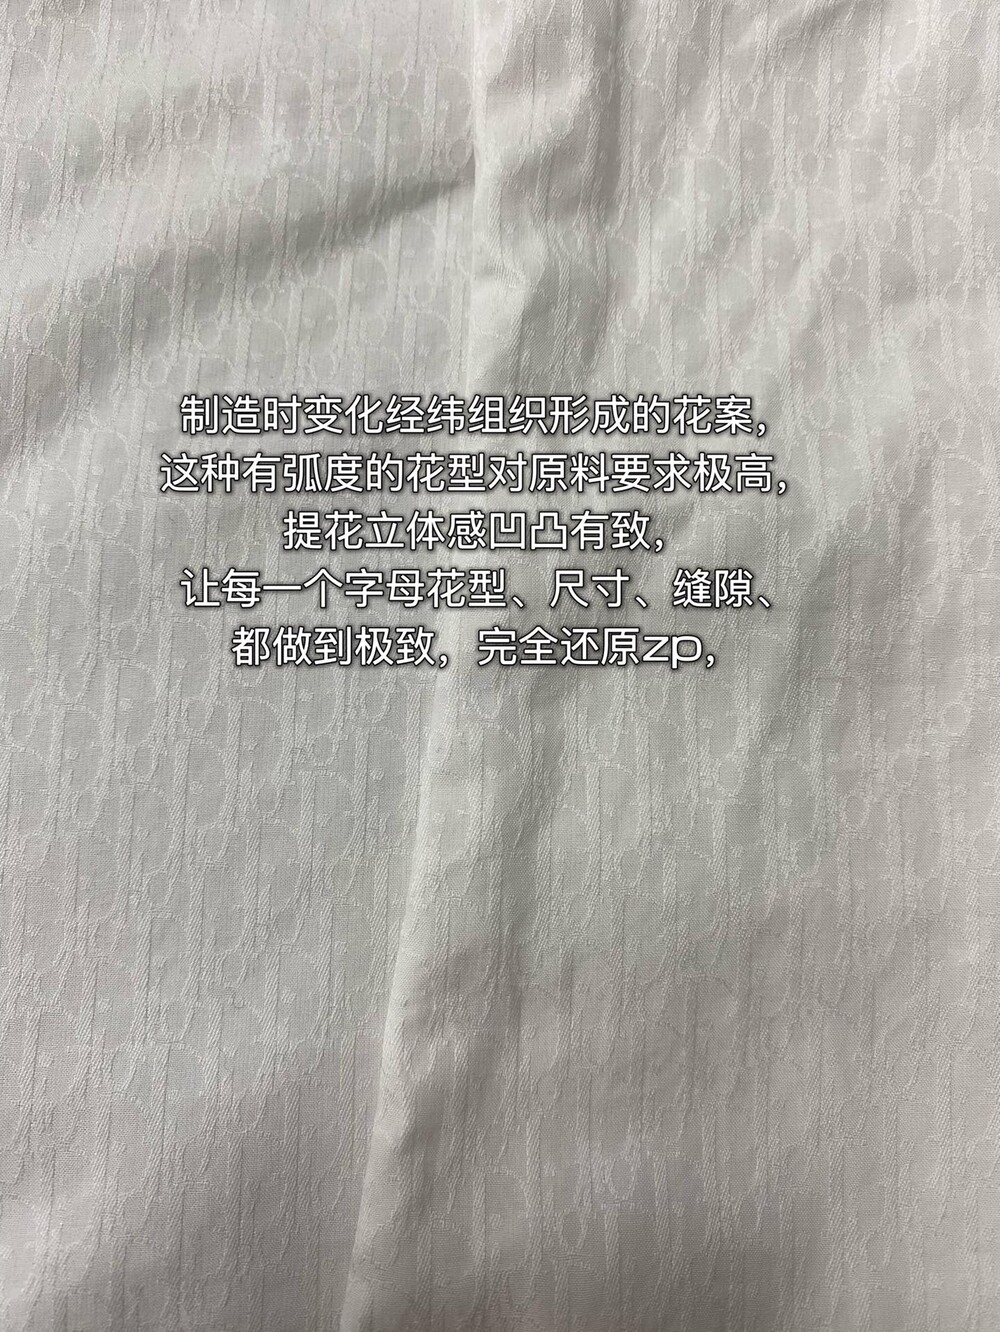 制造时变化经纬组织形成的花案，
这种有弧度的花型对原料要求极高，
提花立体感凹凸有致，
让每一个字母花型、尺寸、缝隙、
都做到极致，完全还原zp，